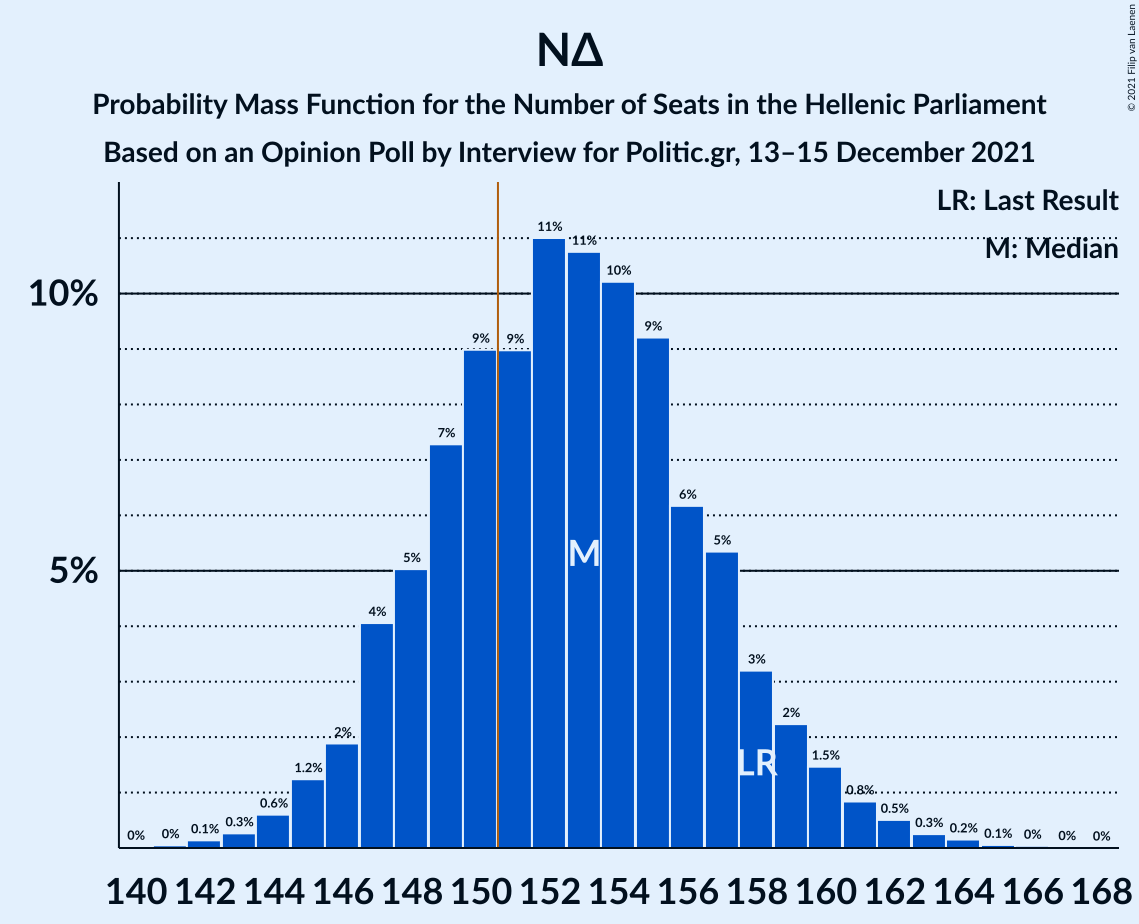 © 2021 Filip van Laenen
ΝΔ
Probability Mass Function for the Number of Seats in the Hellenic Parliament
Based on an Opinion Poll by Interview for Politic.gr, 13–15 December 2021
LR: Last Result
M: Median
10%
5%
0% 0% 0.1% 0.3% 0.6% 1.2% 2% 4% 5% 7% 9% 9% 11% 11% 10% 9% 6% 5% 3% 2% 1.5% 0.8% 0.5% 0.3% 0.2% 0.1% 0% 0% 0%
M
LR
140 142 144 146 148 150 152 154 156 158 160 162 164 166 168